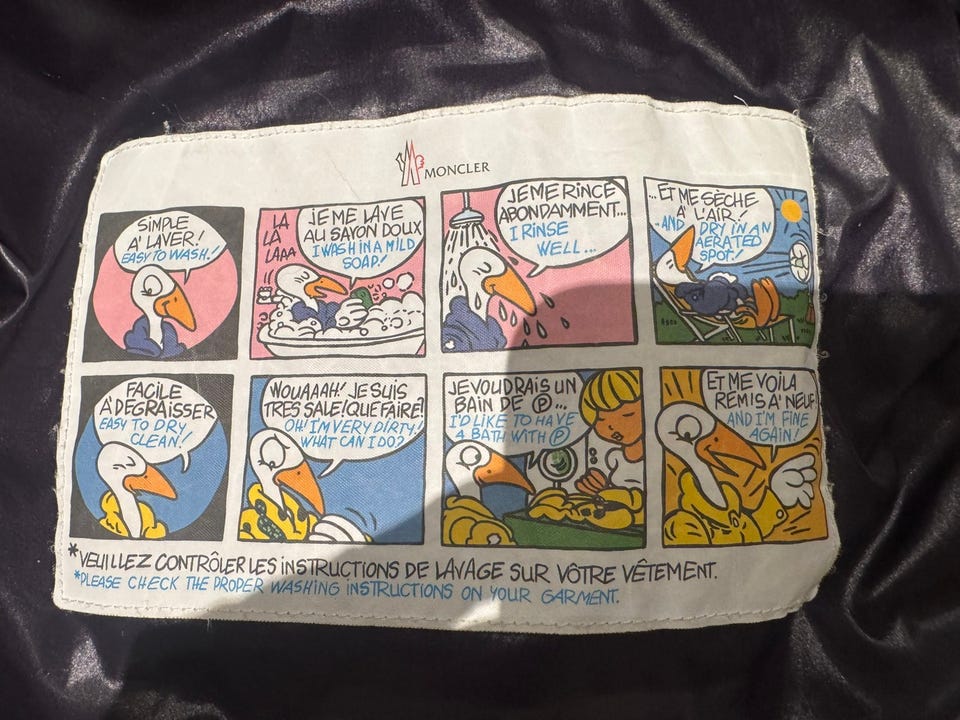 MONCLER
SIMPLE
A' LAVER!
EASY TO WASH!
LA
LÀ
LAAA
JE ME LAVE
AU SAVON DOUX
I WASH IN A MILD
SOAP!
JE ME RINCE
ABONDAMMENT...
I RINSE
WELL...
...ET ME SÈCHE
A' L'AIR!
AND DRY IN AN
AERATED
SPOT!
FACILE
A' DEGRAISSER
EASY TO DRY
CLEAN!
WOUAAAH! JE SUIS
TRES SALE! QUE FAIRE?
OH! I'M VERY DIRTY!
WHAT CAN I DO?
JE VOUDRAIS UN
BAIN DE Ⓟ...
I'D LIKE TO HAVE
A BATH WITH Ⓟ
ET ME VOILA
REMIS A' NEUF
AND I'M FINE
AGAIN!
*VEUILLEZ CONTRÔLER LES INSTRUCTIONS DE LAVAGE SUR VÔTRE VÊTEMENT.
*PLEASE CHECK THE PROPER WASHING INSTRUCTIONS ON YOUR GARMENT.